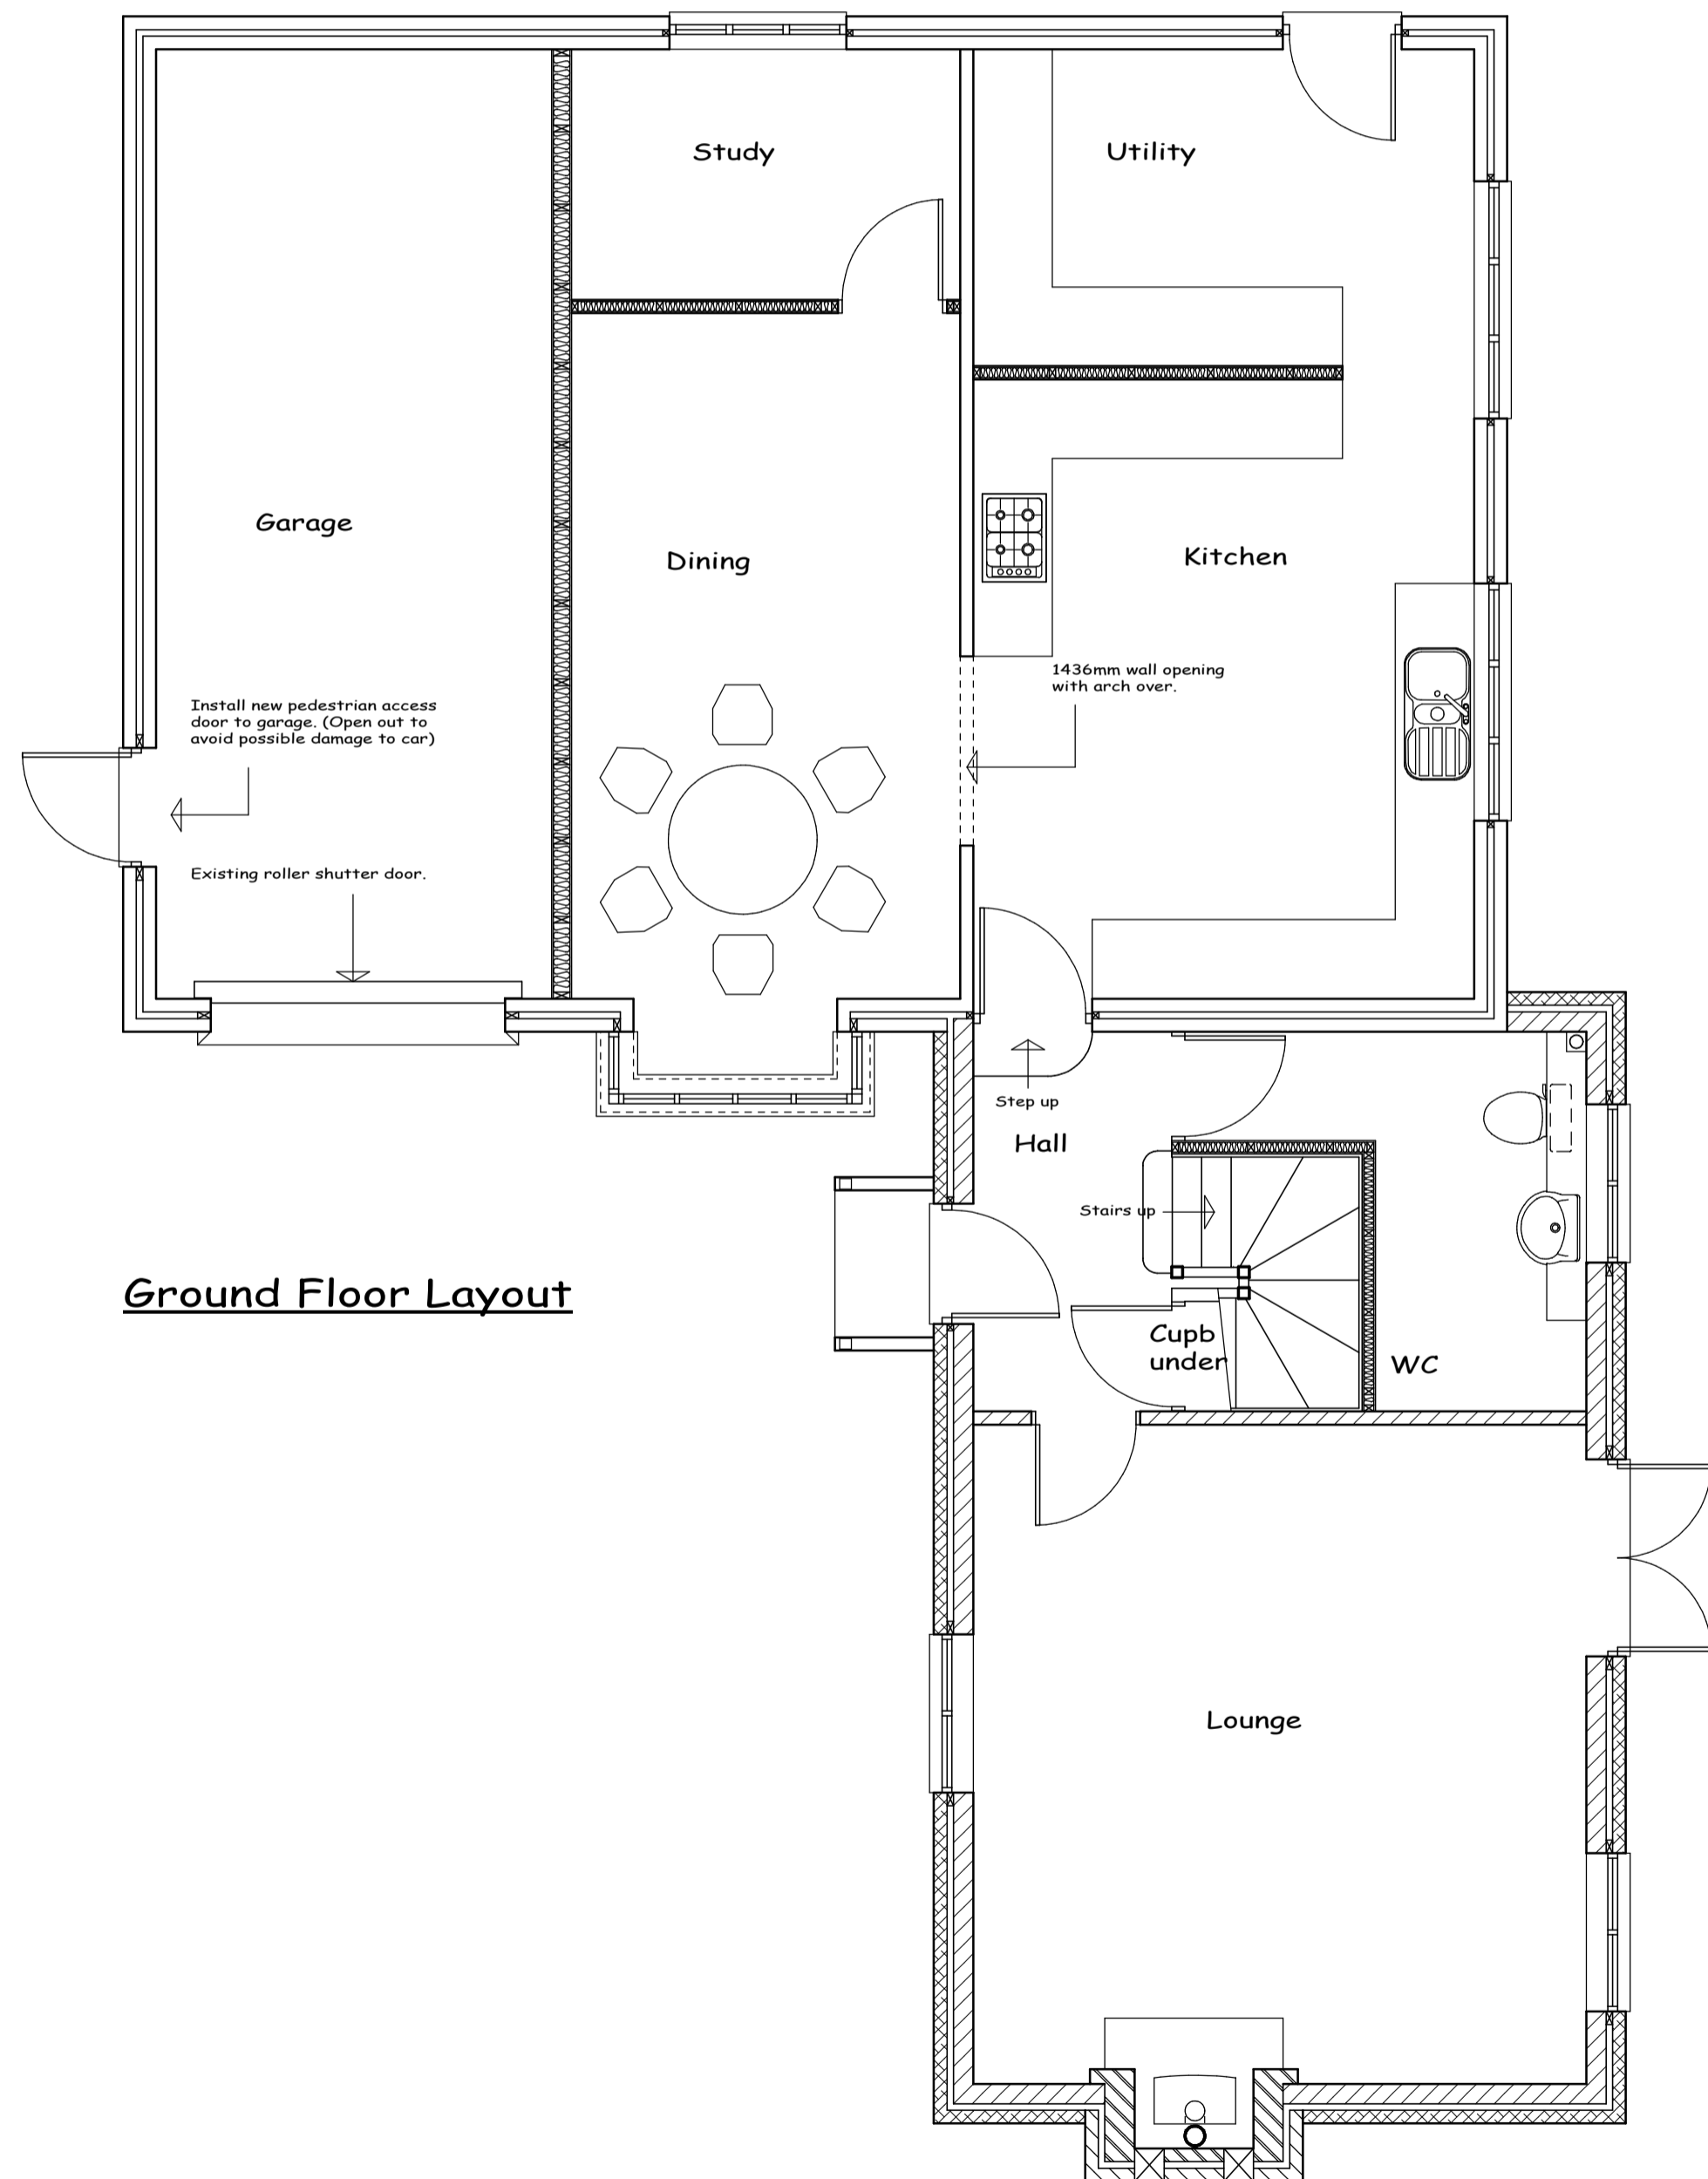 Study
Utility
Garage
Dining
Kitchen
1436mm wall opening
with arch over.
Install new pedestrian access
door to garage. (Open out to
avoid possible damage to car)
Existing roller shutter door.
Step up
Hall
Stairs up
Ground Floor Layout
Cupb
under
WC
Lounge